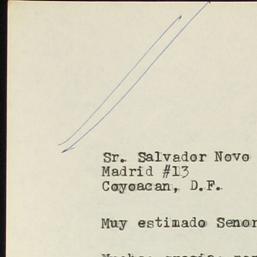 Sr. Salvador Novo
Madrid #13
Coyoacan, D.F.
Muy estimado Senor